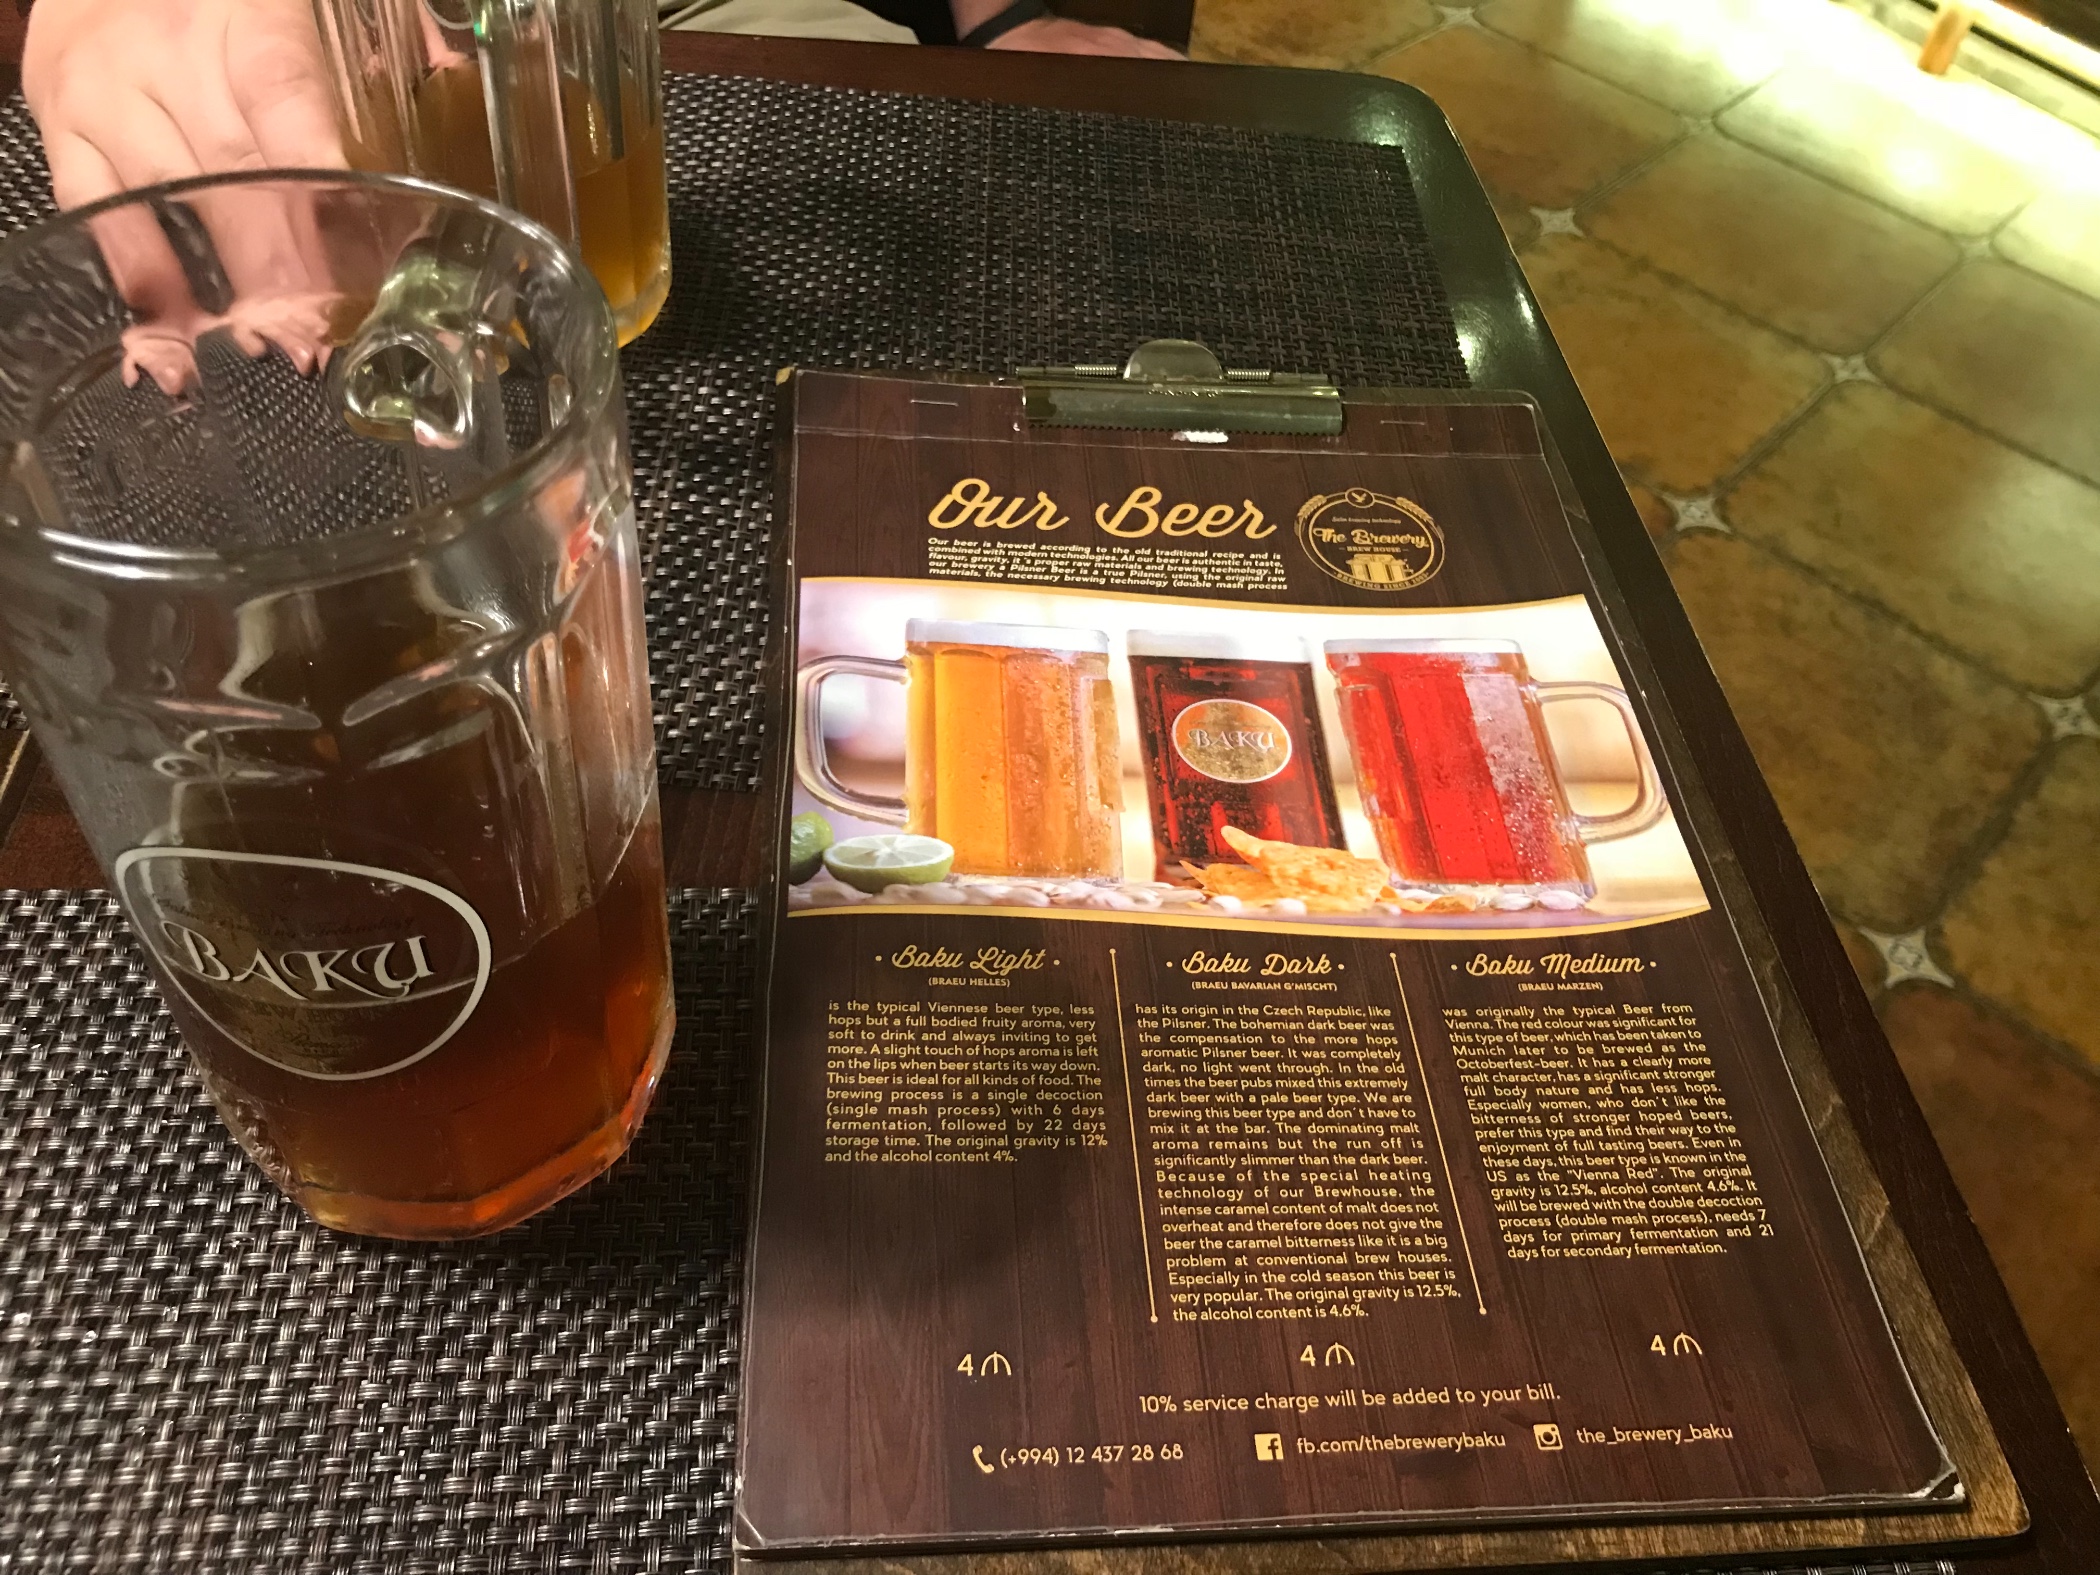 Our Beer
Our beer is brewed according to the old traditional recipe and is
combined with modern technologies. All our beer is authentic in taste,
flavour, gravity, it's proper raw materials and brewing technology. In
our brewery a Pilsner Beer is a true Pilsner, using the original raw
materials, the necessary brewing technology (double mash process
The Brewery
BREW HOUSE
BAKU
BAKU
• Baku Light •
(BRAEU HELLES)
is the typical Viennese beer type, less
hops but a full bodied fruity aroma, very
soft to drink and always inviting to get
more. A slight touch of hops aroma is left
on the lips when beer starts its way down.
This beer is ideal for all kinds of food. The
brewing process is a single decoction
(single mash process) with 6 days
fermentation, followed by 22 days
storage time. The original gravity is 12%
and the alcohol content 4%.
4 ₼
• Baku Dark •
(BRAEU BAVARIAN G'MISCHT)
has its origin in the Czech Republic, like
the Pilsner. The bohemian dark beer was
the compensation to the more hops
aromatic Pilsner beer. It was completely
dark, no light went through. In the old
times the beer pubs mixed this extremely
dark beer with a pale beer type. We are
brewing this beer type and don't have to
mix it at the bar. The dominating malt
aroma remains but the run off is
significantly slimmer than the dark beer.
Because of the special heating
technology of our Brewhouse, the
intense caramel content of malt does not
overheat and therefore does not give the
beer the caramel bitterness like it is a big
problem at conventional brew houses.
Especially in the cold season this beer is
very popular. The original gravity is 12.5%,
the alcohol content is 4.6%.
4 ₼
• Baku Medium •
(BRAEU MARZEN)
was originally the typical Beer from
Vienna. The red colour was significant for
this type of beer, which has been taken to
Munich later to be brewed as the
Octoberfest-beer. It has a clearly more
malt character, has a significant stronger
full body nature and has less hops.
Especially women, who don't like the
bitterness of stronger hoped beers,
prefer this type and find their way to the
enjoyment of full tasting beers. Even in
these days, this beer type is known in the
US as the "Vienna Red". The original
gravity is 12.5%, alcohol content 4.6%. It
will be brewed with the double decoction
process (double mash process), needs 7
days for primary fermentation and 21
days for secondary fermentation.
4 ₼
10% service charge will be added to your bill.
(+994) 12 437 28 68
fb.com/thebrewerybaku
the_brewery_baku